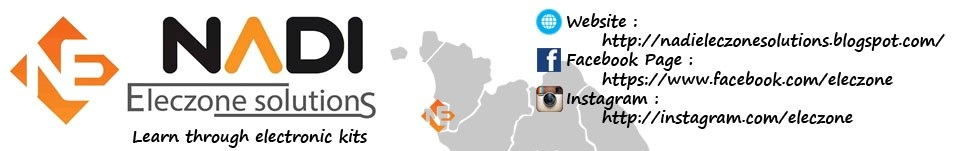 NADI
Eleczone solutionS
Learn through electronic kits
Website :
http://nadieleczonesolutions.blogspot.com/
Facebook Page :
https://www.facebook.com/eleczone
Instagram :
http://instagram.com/eleczone